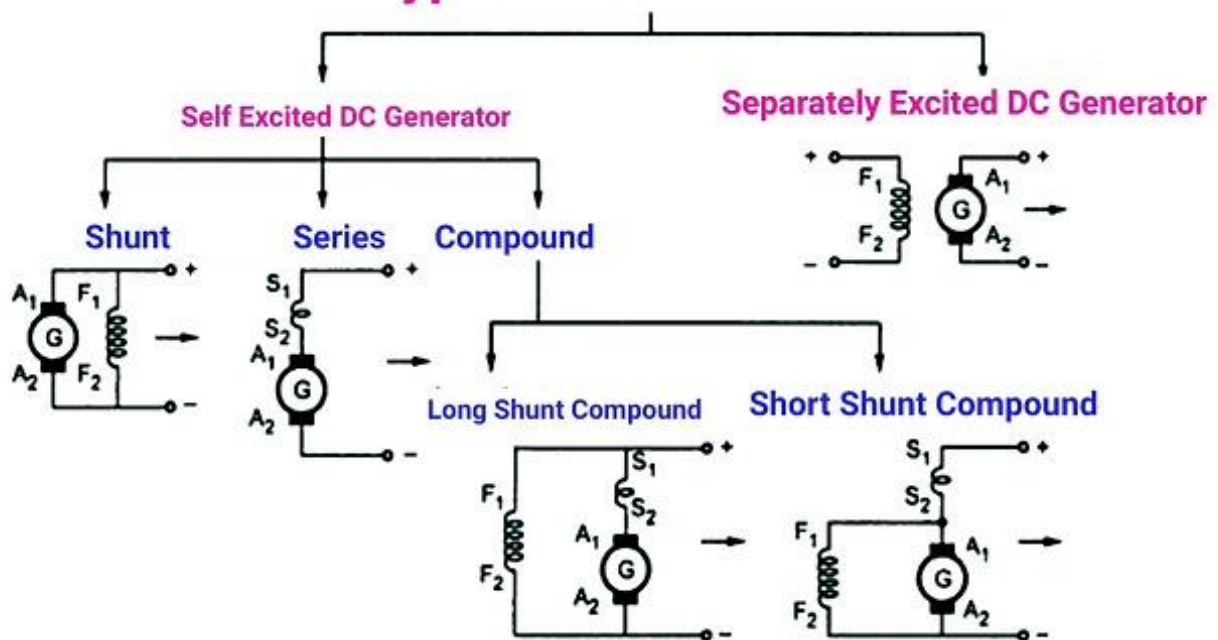 Self Excited DC Generator
Separately Excited DC Generator
+ F₁ A₁ +
G
F₂ A₂
− −
Shunt Series Compound
+ +
A₁ F₁ S₁
G S₂
A₂ F₂ A₁
− G
A₂
−
Long Shunt Compound Short Shunt Compound
+ +
S₁ S₁
F₁ S₂ S₂
A₁ F₁ A₁
F₂ G G
A₂ F₂ A₂
− −